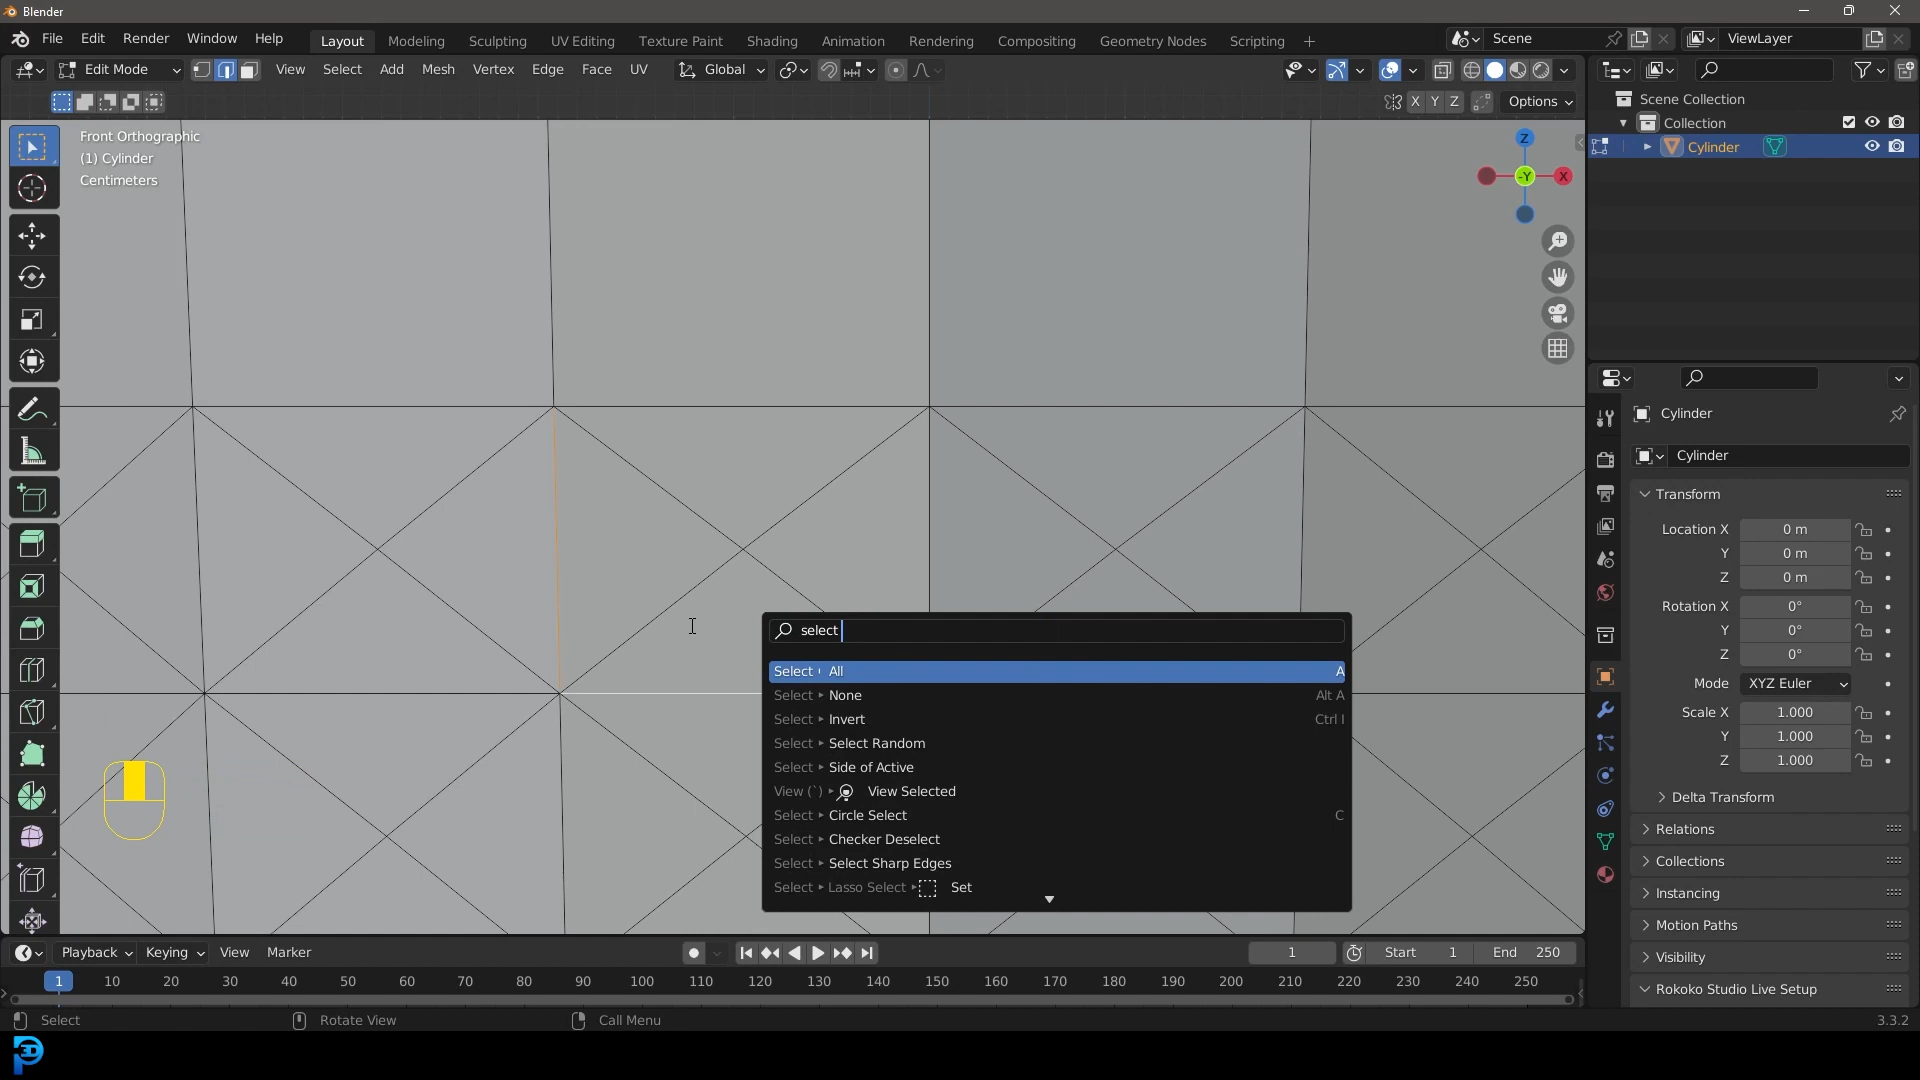 Blender
File Edit Render Window Help Layout Modeling Sculpting UV Editing Texture Paint Shading Animation Rendering Compositing Geometry Nodes Scripting + Scene ViewLayer
Edit Mode View Select Add Mesh Vertex Edge Face UV Global
X Y Z Options
Front Orthographic
(1) Cylinder
Centimeters
Z
-Y X
select
Select All A
Select None Alt A
Select Invert Ctrl I
Select Select Random
Select Side of Active
View (`) View Selected
Select Circle Select C
Select Checker Deselect
Select Select Sharp Edges
Select Lasso Select Set
Scene Collection
Collection
Cylinder
Cylinder
Cylinder
Transform
Location X 0 m
Y 0 m
Z 0 m
Rotation X 0°
Y 0°
Z 0°
Mode XYZ Euler
Scale X 1.000
Y 1.000
Z 1.000
Delta Transform
Relations
Collections
Instancing
Motion Paths
Visibility
Rokoko Studio Live Setup
Playback Keying View Marker 1 Start 1 End 250
1 10 20 30 40 50 60 70 80 90 100 110 120 130 140 150 160 170 180 190 200 210 220 230 240 250
Select Rotate View Call Menu 3.3.2